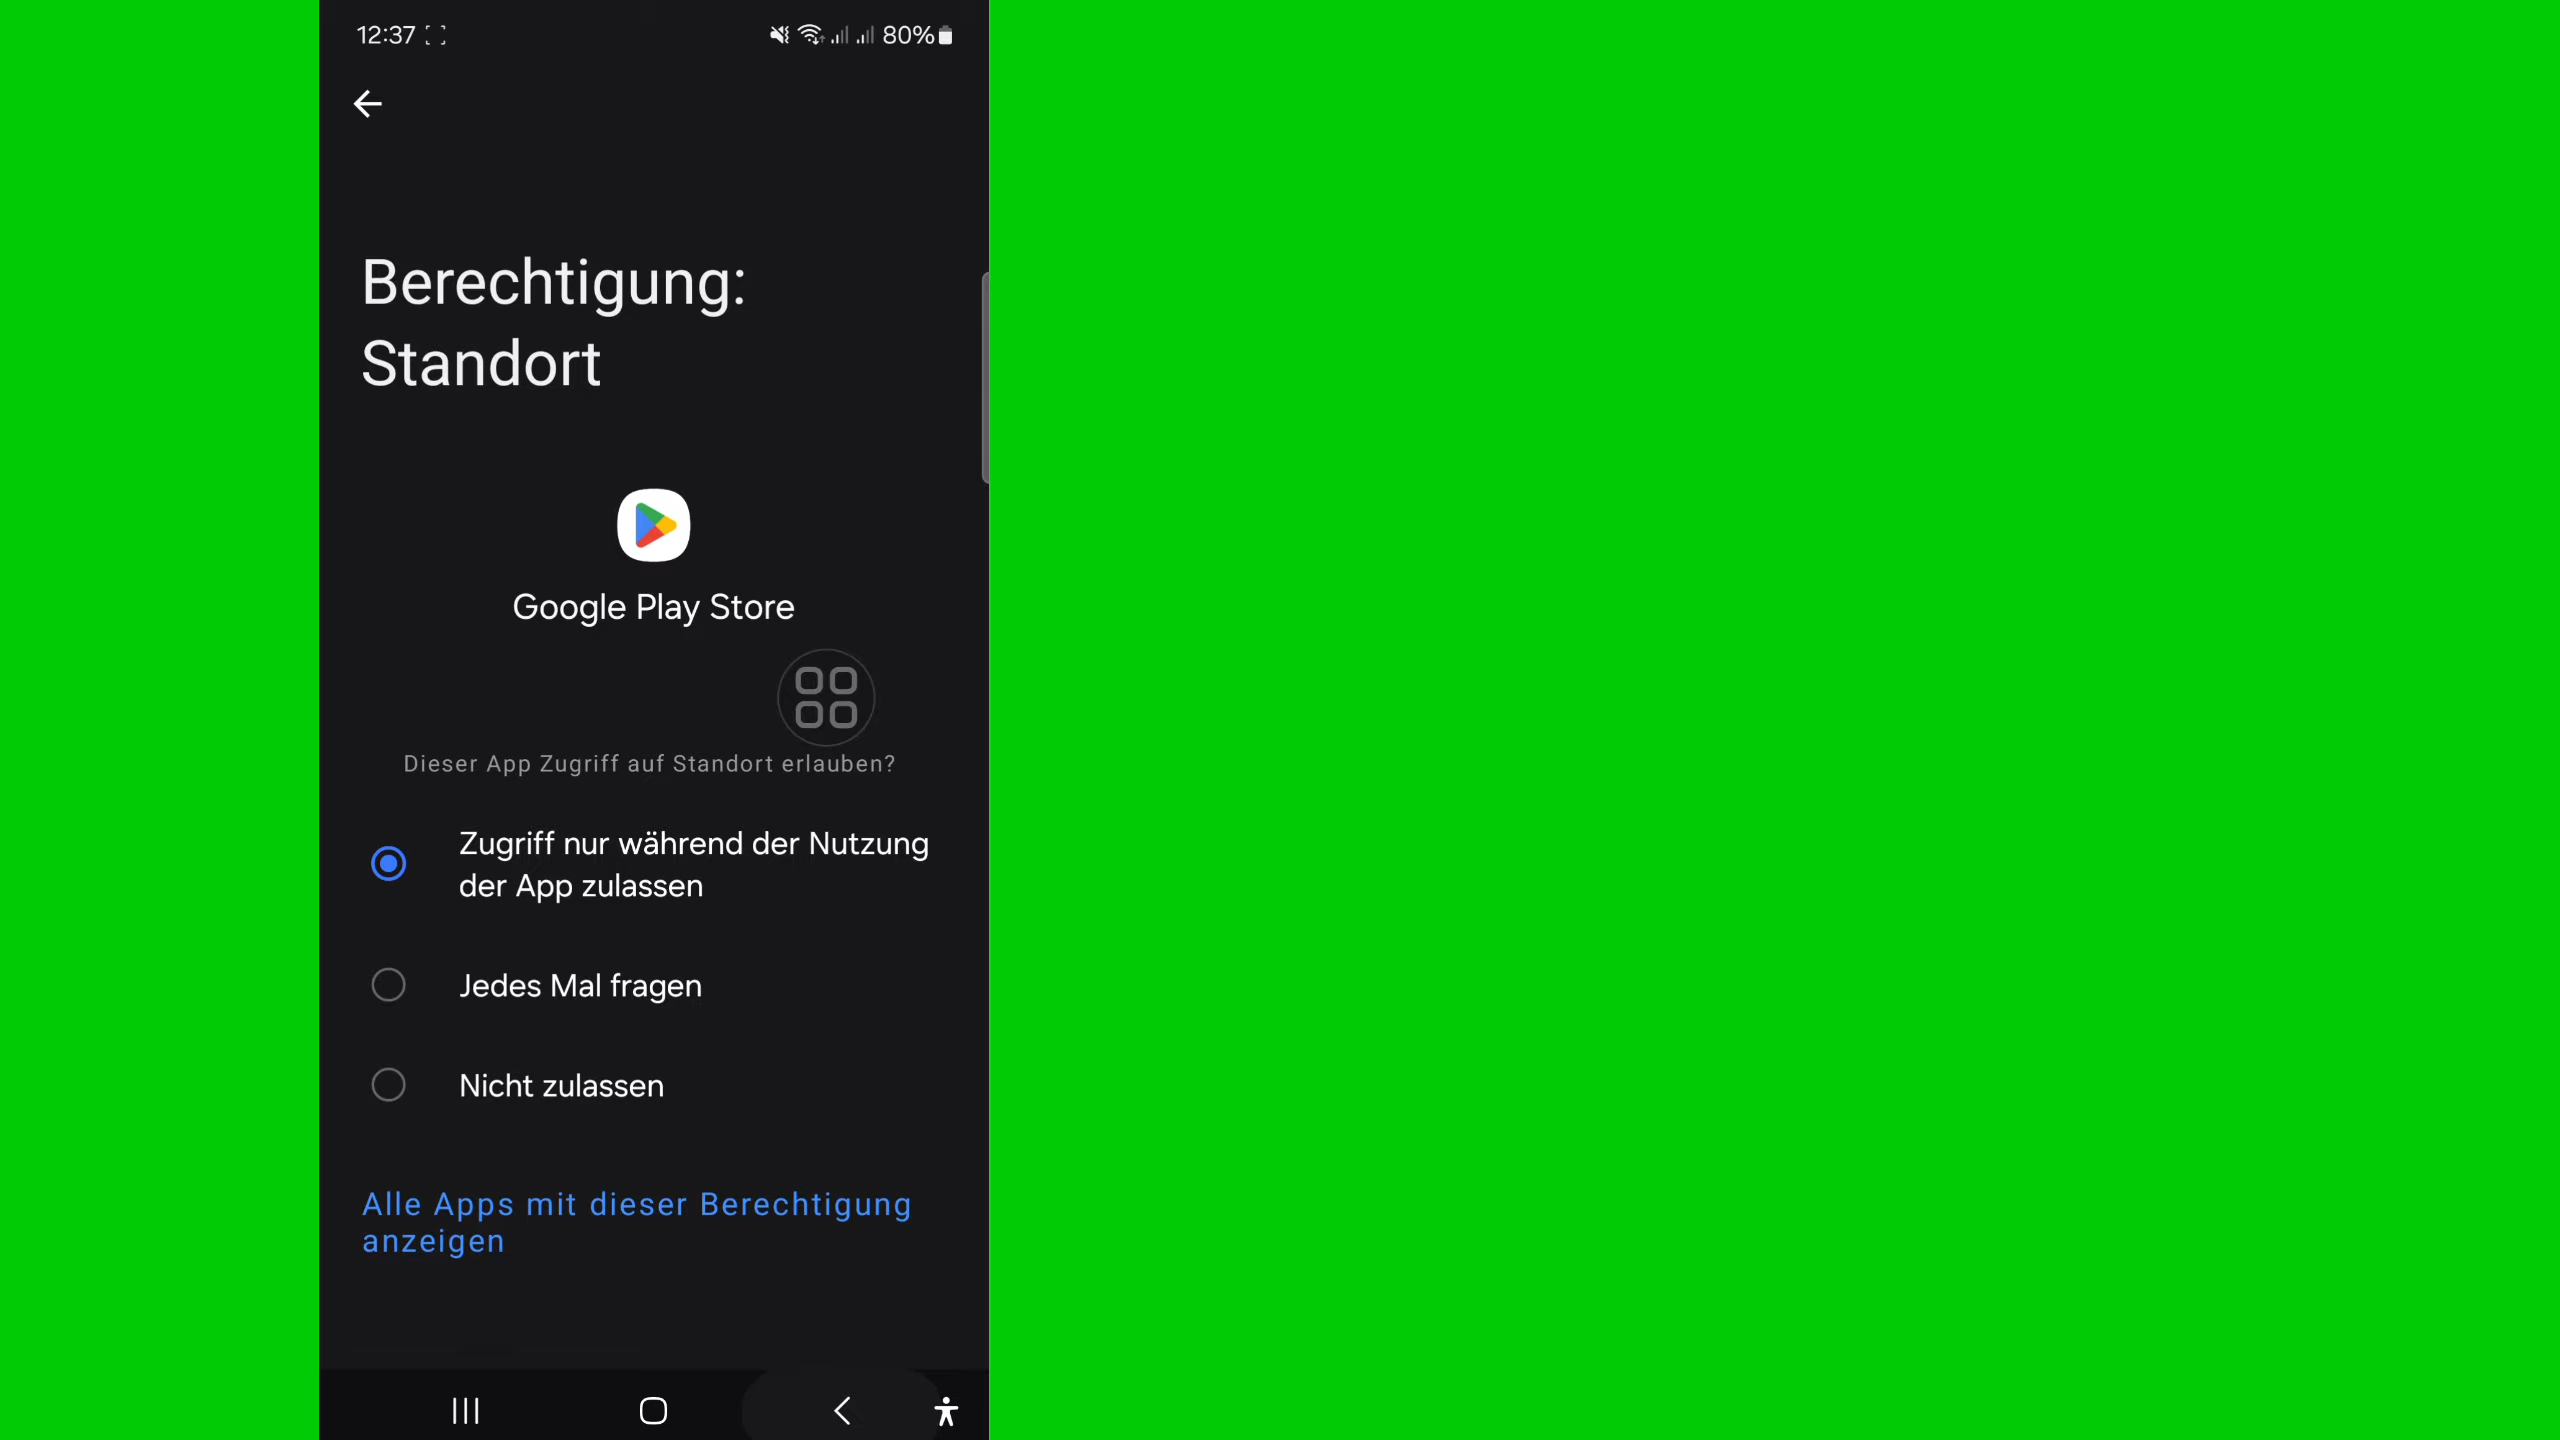 12:37 80%
Berechtigung:
Standort
Google Play Store
Dieser App Zugriff auf Standort erlauben?
Zugriff nur während der Nutzung
der App zulassen
Jedes Mal fragen
Nicht zulassen
Alle Apps mit dieser Berechtigung
anzeigen